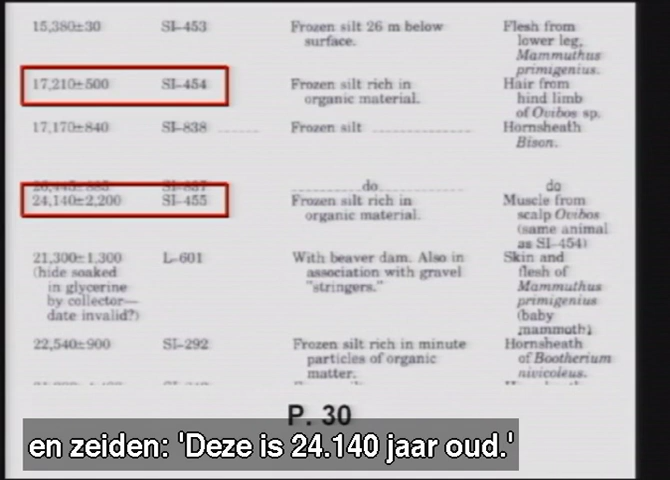 15,380±30 SI-453 Frozen silt 26 m below Flesh from
surface. lower leg,
Mammuthus
primigenius.
17,210±500 SI-454 Frozen silt rich in Hair from
organic material. hind limb
of Ovibos sp.
17,170±840 SI-838 Frozen silt Hornsheath
Bison.
do do
24,140±2,200 SI-455 Frozen silt rich in Muscle from
organic material. scalp Ovibos
(same animal
as SI-454)
21,300±1,300 L-601 With beaver dam. Also in Skin and
(hide soaked association with gravel flesh of
in glycerine "stringers." Mammuthus
by collector— primigenius
date invalid?) (baby
mammoth)
22,540±900 SI-292 Frozen silt rich in minute Hornsheath
particles of organic of Bootherium
matter. nivicoleus.
P. 30
en zeiden: 'Deze is 24.140 jaar oud.'